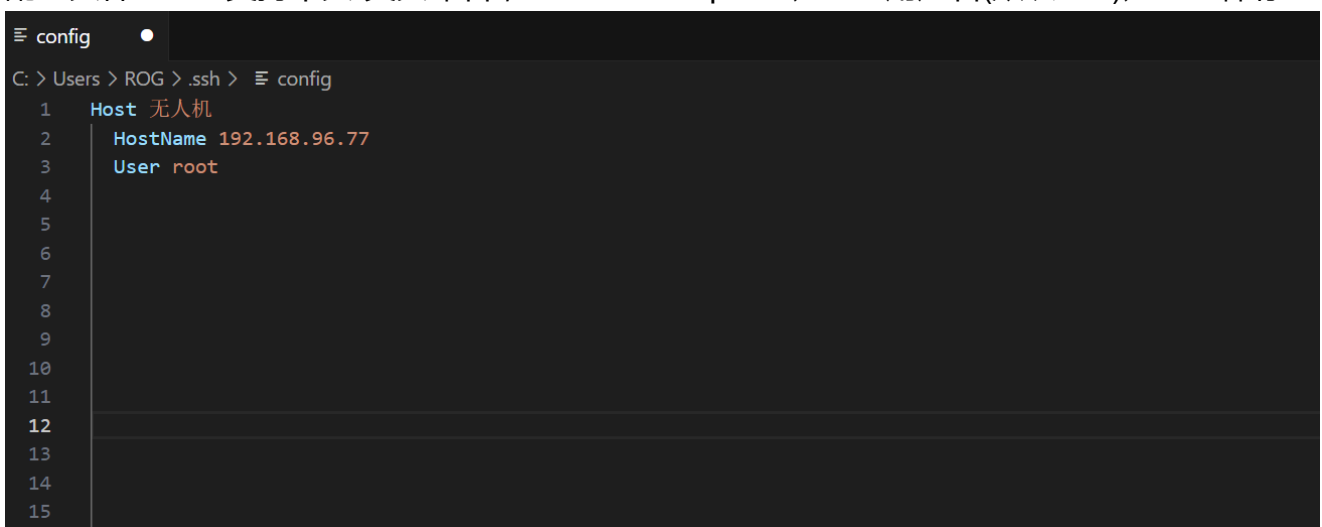 config
C: > Users > ROG > .ssh > config
1 Host 无人机
2 HostName 192.168.96.77
3 User root
4
5
6
7
8
9
10
11
12
13
14
15